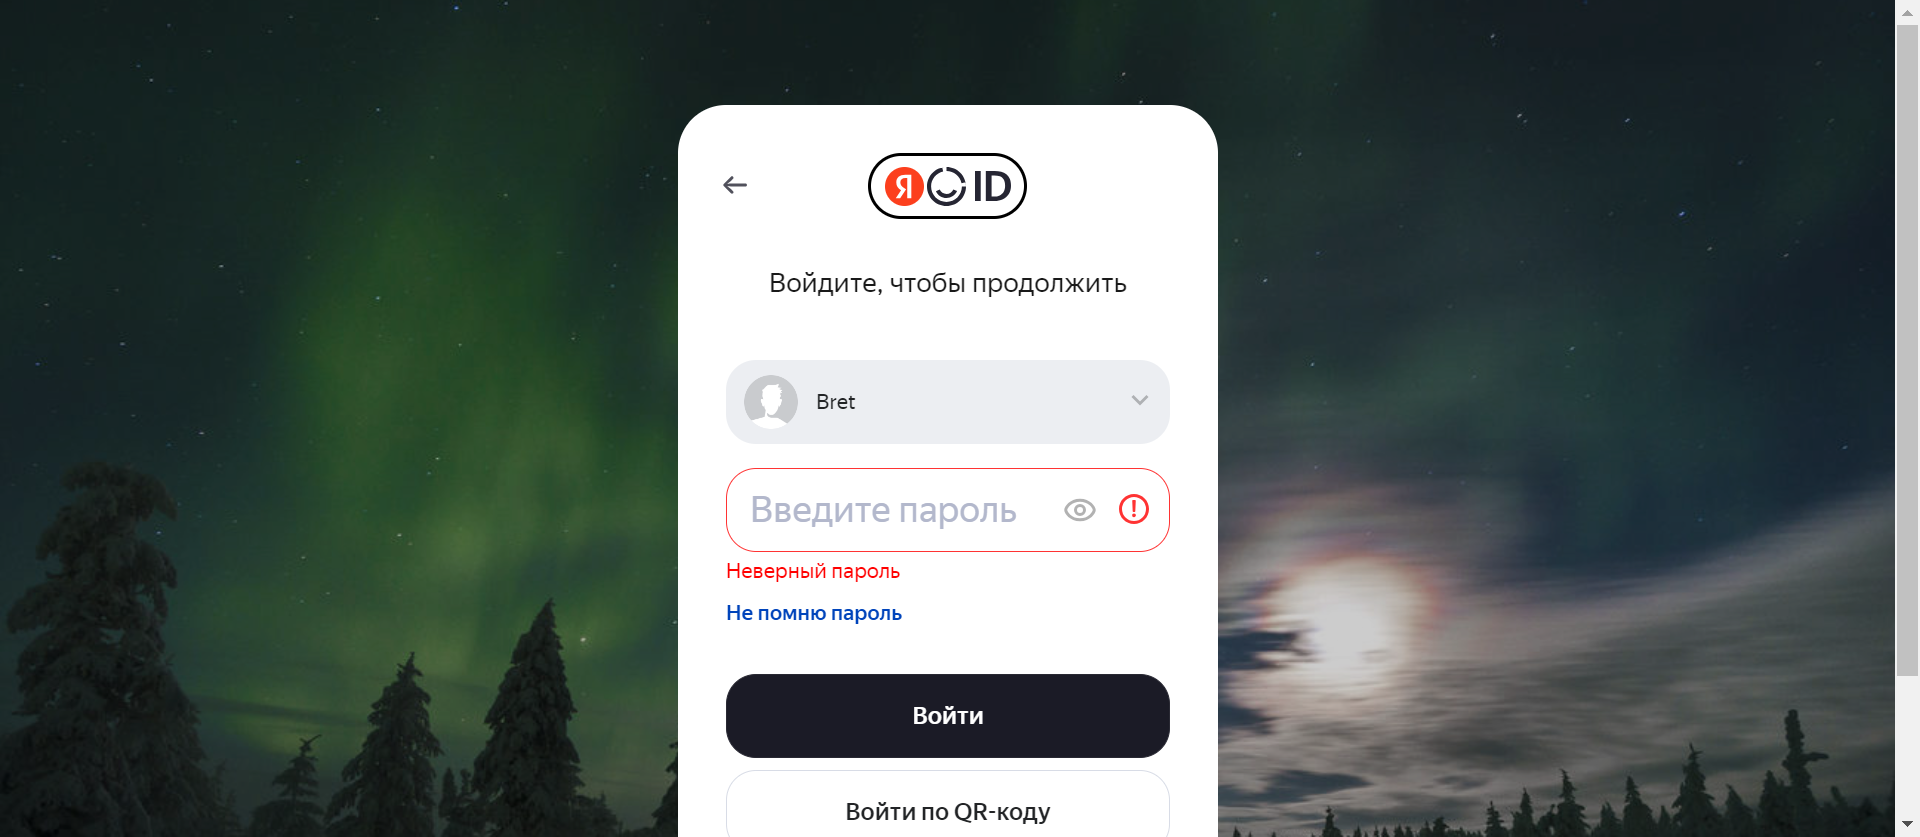 Я ID
Войдите, чтобы продолжить
Bret
Введите пароль
Неверный пароль
Не помню пароль
Войти
Войти по QR-коду